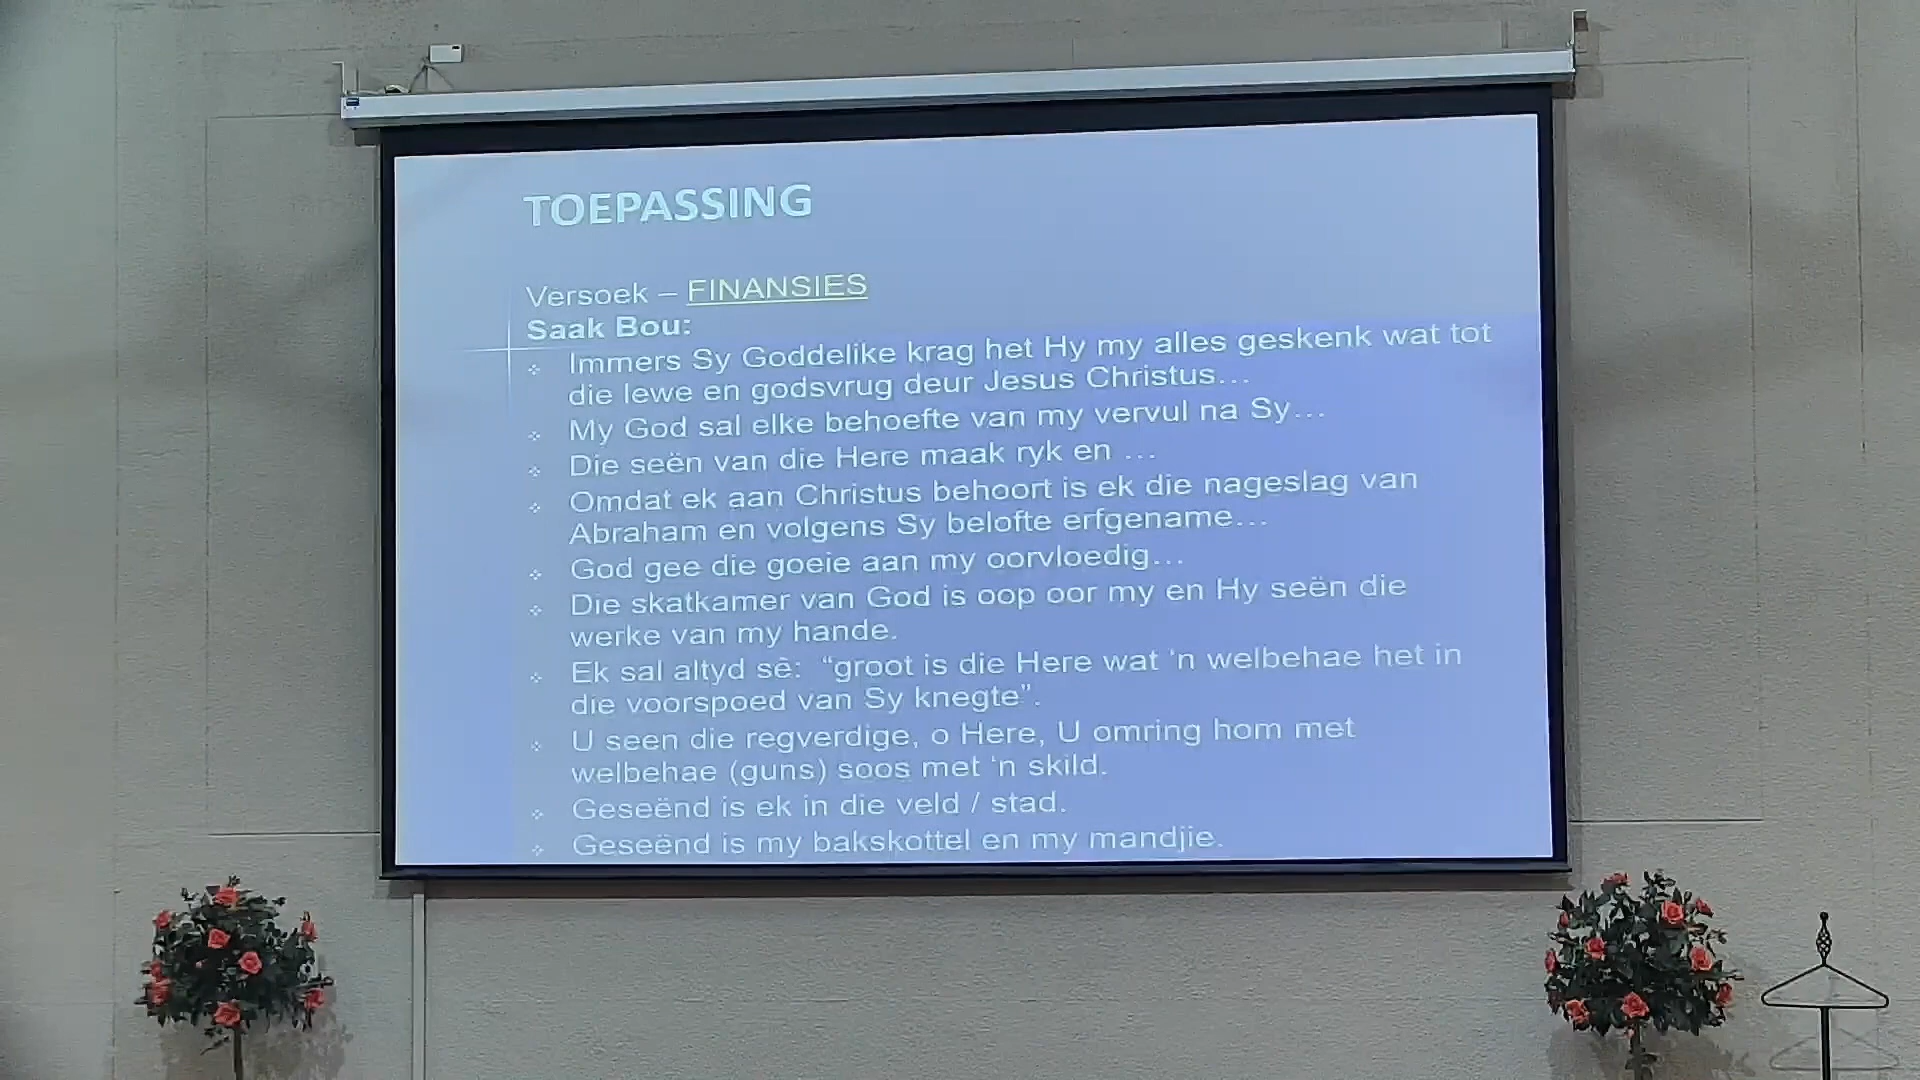 TOEPASSING
Versoek – FINANSIES
Saak Bou:
Immers Sy Goddelike krag het Hy my alles geskenk wat tot
die lewe en godsvrug deur Jesus Christus…
My God sal elke behoefte van my vervul na Sy…
Die seën van die Here maak ryk en …
Omdat ek aan Christus behoort is ek die nageslag van
Abraham en volgens Sy belofte erfgename…
God gee die goeie aan my oorvloedig…
Die skatkamer van God is oop oor my en Hy seën die
werke van my hande.
Ek sal altyd sê: “groot is die Here wat ‘n welbehae het in
die voorspoed van Sy knegte”.
U seen die regverdige, o Here, U omring hom met
welbehae (guns) soos met ‘n skild.
Geseënd is ek in die veld / stad.
Geseënd is my bakskottel en my mandjie.